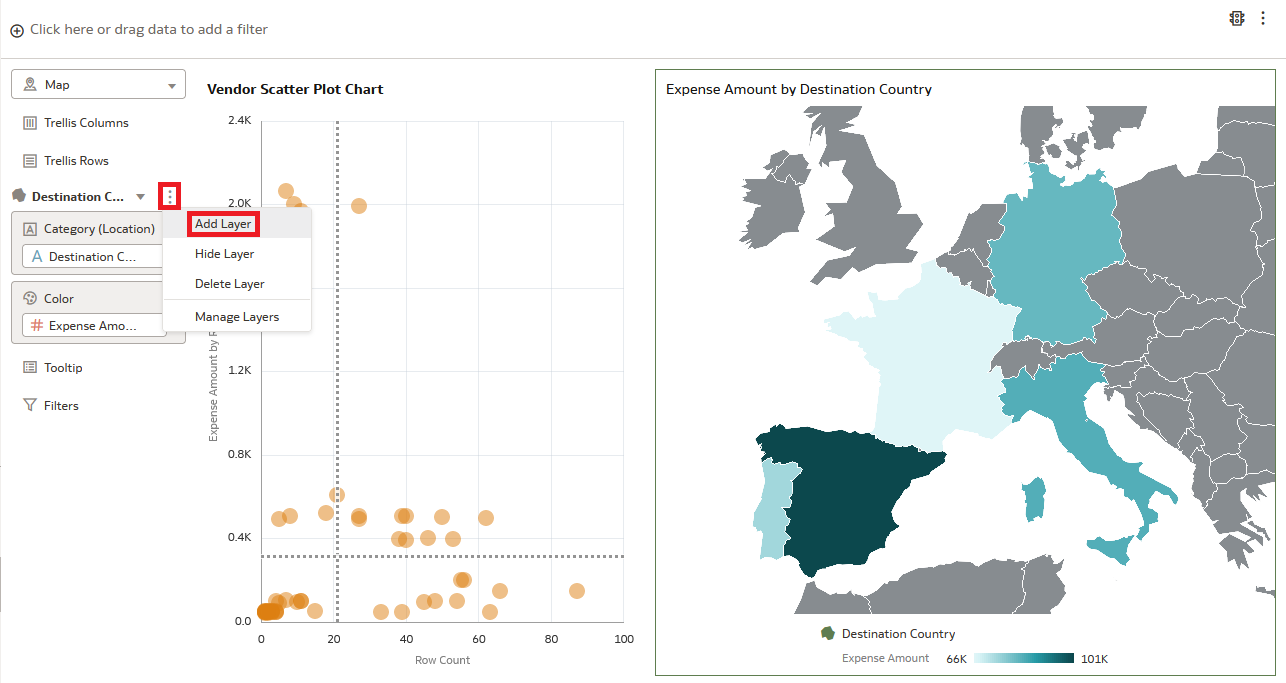 Click here or drag data to add a filter
Map
Trellis Columns
Trellis Rows
Destination C...
Category (Location)
A Destination C...
Color
# Expense Amo...
Tooltip
Filters
Add Layer
Hide Layer
Delete Layer
Manage Layers
Vendor Scatter Plot Chart
2.4K
2.0K
1.2K
0.8K
0.4K
0.0
Expense Amount by R
0 20 40 60 80 100
Row Count
Expense Amount by Destination Country
Destination Country
Expense Amount 66K 101K